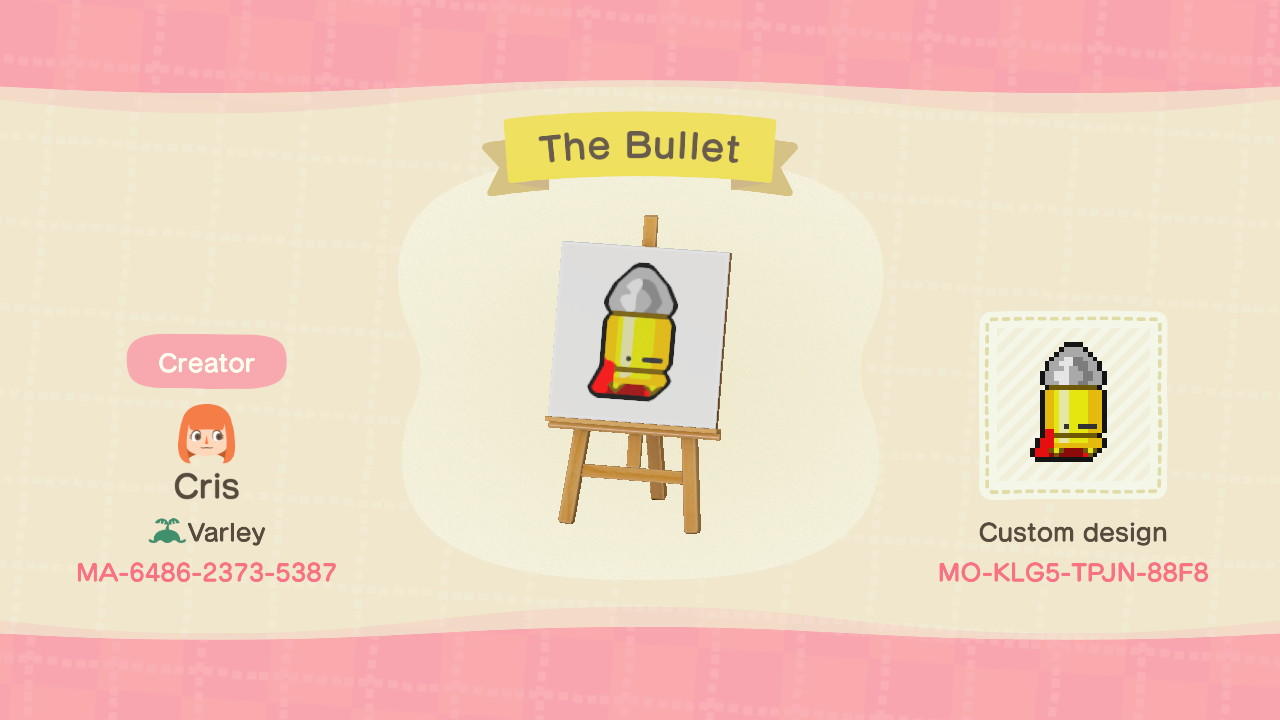 The Bullet
Creator
Cris
Varley
MA-6486-2373-5387
Custom design
MO-KLG5-TPJN-88F8